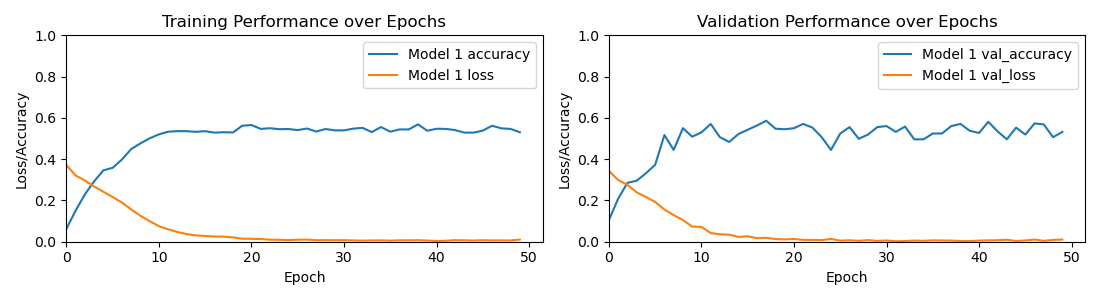 Training Performance over Epochs
1.0
0.8
0.6
0.4
0.2
0.0
Loss/Accuracy
Model 1 accuracy
Model 1 loss
0 10 20 30 40 50
Epoch
Validation Performance over Epochs
1.0
0.8
0.6
0.4
0.2
0.0
Loss/Accuracy
Model 1 val_accuracy
Model 1 val_loss
0 10 20 30 40 50
Epoch